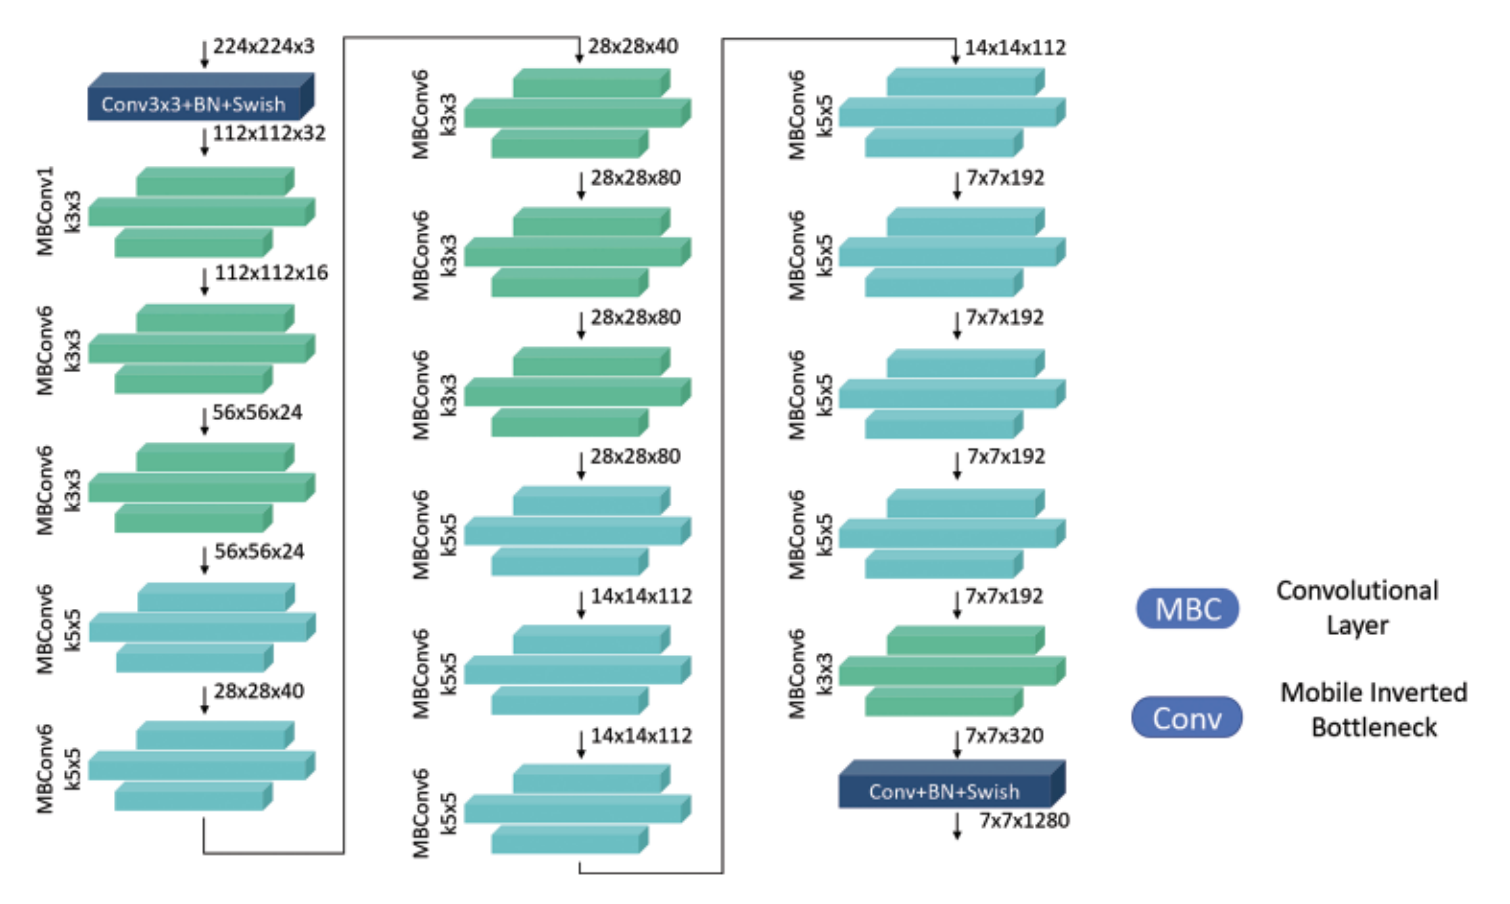 224x224x3
Conv3x3+BN+Swish
112x112x32
MBConv1
k3x3
112x112x16
MBConv6
k3x3
56x56x24
MBConv6
k3x3
56x56x24
MBConv6
k5x5
28x28x40
MBConv6
k5x5
28x28x40
MBConv6
k3x3
28x28x80
MBConv6
k3x3
28x28x80
MBConv6
k3x3
28x28x80
MBConv6
k5x5
14x14x112
MBConv6
k5x5
14x14x112
MBConv6
k5x5
14x14x112
MBConv6
k5x5
7x7x192
MBConv6
k5x5
7x7x192
MBConv6
k5x5
7x7x192
MBConv6
k5x5
7x7x192
MBConv6
k3x3
7x7x320
Conv+BN+Swish
7x7x1280
MBC
Convolutional
Layer
Conv
Mobile Inverted
Bottleneck